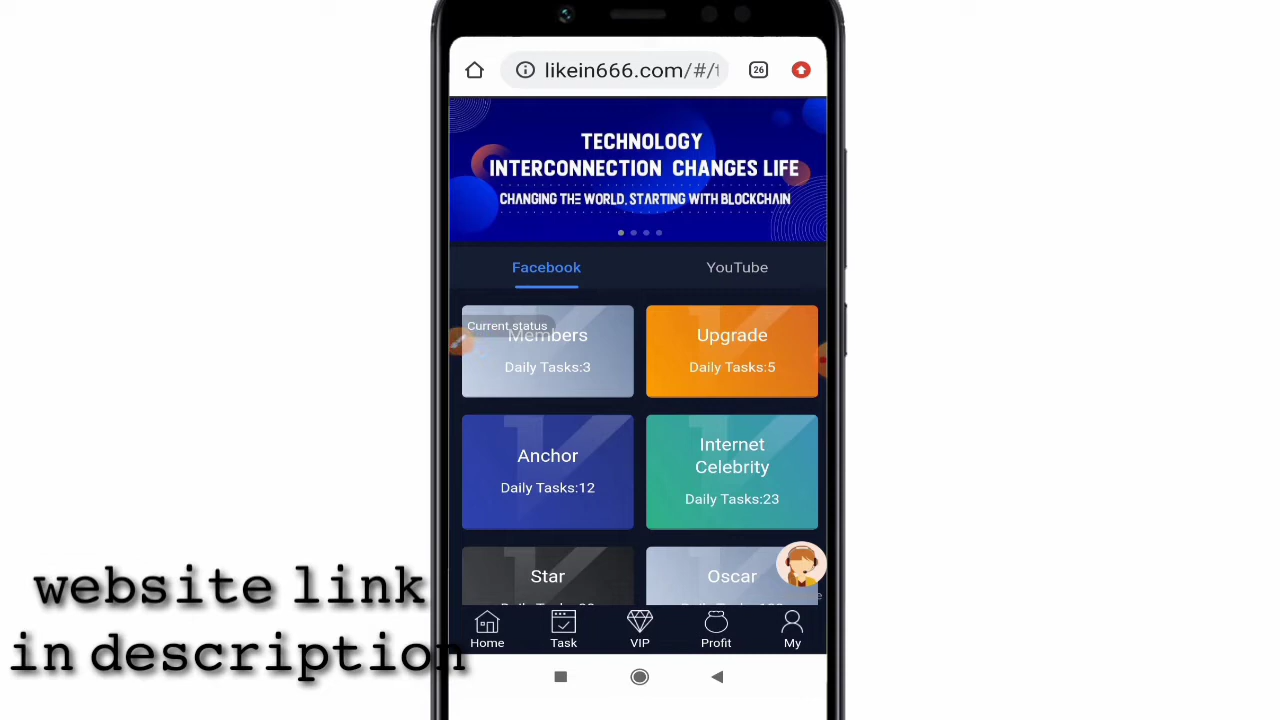 likein666.com/#/t
26
TECHNOLOGY
INTERCONNECTION CHANGES LIFE
CHANGING THE WORLD, STARTING WITH BLOCKCHAIN
Facebook
YouTube
Current status
Members
Daily Tasks:3
Upgrade
Daily Tasks:5
Anchor
Daily Tasks:12
Internet
Celebrity
Daily Tasks:23
Star
Oscar
Home
Task
VIP
Profit
My
website link
in description